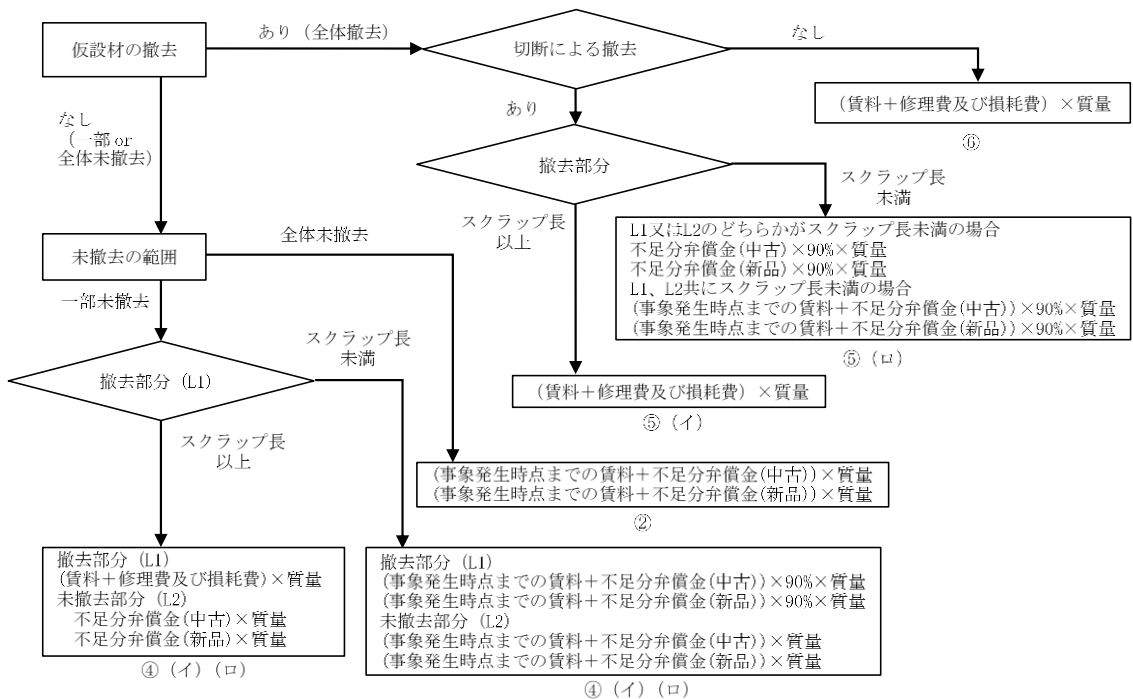 仮設材の撤去
あり（全体撤去）
切断による撤去
なし
(賃料＋修理費及び損耗費）×質量
⑥
なし
（一部 or
全体未撤去）
あり
撤去部分
スクラップ長
未満
スクラップ長
以上
L1又はL2のどちらかがスクラップ長未満の場合
不足分弁償金(中古)×90%×質量
不足分弁償金(新品)×90%×質量
L1、L2共にスクラップ長未満の場合
(事象発生時点までの賃料＋不足分弁償金(中古))×90%×質量
(事象発生時点までの賃料＋不足分弁償金(新品))×90%×質量
⑤（ロ）
未撤去の範囲
全体未撤去
一部未撤去
スクラップ長
未満
撤去部分（L1）
(賃料＋修理費及び損耗費）×質量
⑤（イ）
スクラップ長
以上
(事象発生時点までの賃料＋不足分弁償金(中古))×質量
(事象発生時点までの賃料＋不足分弁償金(新品))×質量
②
撤去部分（L1）
(賃料＋修理費及び損耗費)×質量
未撤去部分（L2）
不足分弁償金(中古)×質量
不足分弁償金(新品)×質量
④（イ）（ロ）
撤去部分（L1）
(事象発生時点までの賃料＋不足分弁償金(中古))×90%×質量
(事象発生時点までの賃料＋不足分弁償金(新品))×90%×質量
未撤去部分（L2）
(事象発生時点までの賃料＋不足分弁償金(中古))×質量
(事象発生時点までの賃料＋不足分弁償金(新品))×質量
④（イ）（ロ）